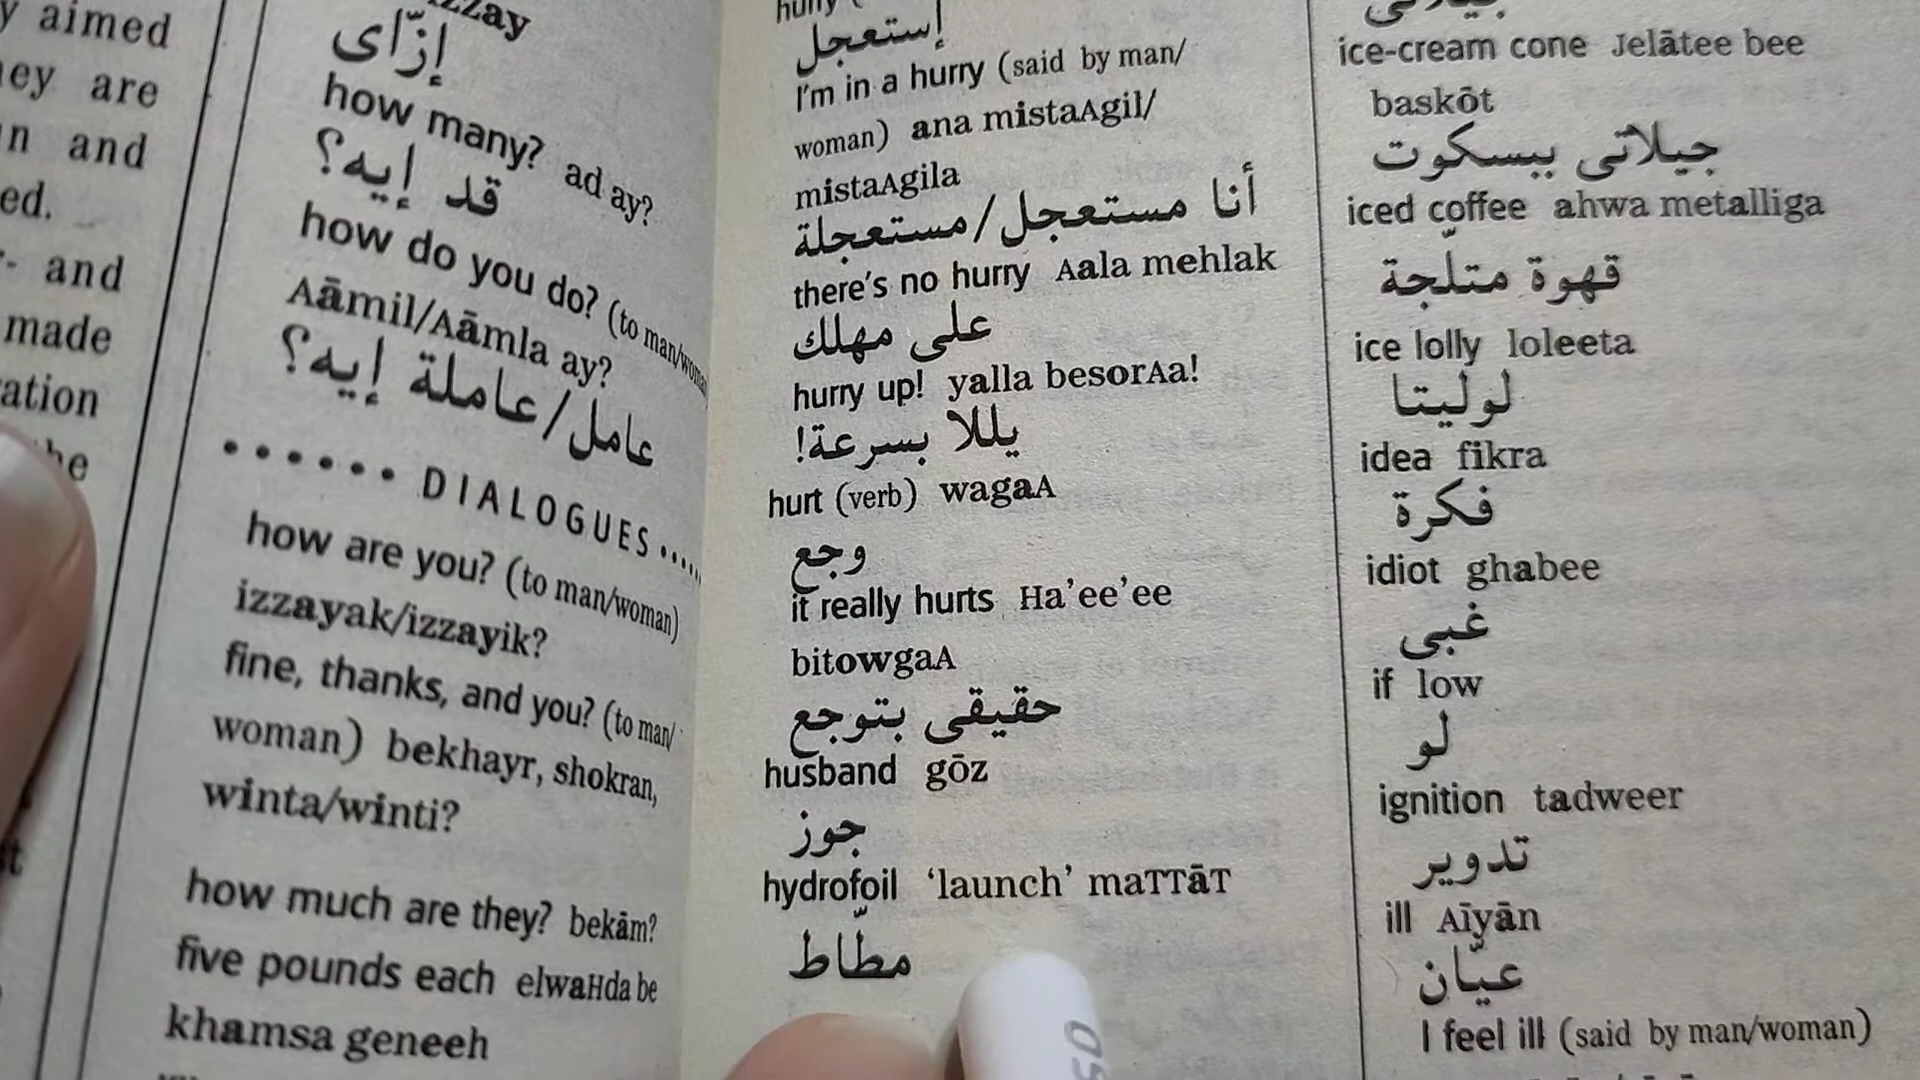 y aimed
ey are
n and
ed.
- and
made
ation
he
izzay
إزّاى
how many? ad ay?
قد إيه؟
how do you do? (to man/woman
Aāmil/Aāmla ay?
عامل/عاملة إيه؟
...... DIALOGUES .....
how are you? (to man/woman)
izzayak/izzayik?
fine, thanks, and you? (to man/
woman) bekhayr, shokran,
winta/winti?
how much are they? bekām?
five pounds each elwaHda be
khamsa geneeh
hurry (
إستعجل
I'm in a hurry (said by man/
woman) ana mistaAgil/
mistaAgila
أنا مستعجل/مستعجلة
there's no hurry Aala mehlak
على مهلك
hurry up! yalla besorAa!
يللا بسرعة!
hurt (verb) wagaA
وجع
it really hurts Ha'ee'ee
bitowgaA
حقيقى بتوجع
husband gōz
جوز
hydrofoil 'launch' maTTāT
مطّاط
جيلاتى
ice-cream cone Jelātee bee
baskōt
جيلاتى ببسكوت
iced coffee ahwa metalliga
قهوة متلّجة
ice lolly loleeta
لوليتا
idea fikra
فكرة
idiot ghabee
غبى
if low
لو
ignition tadweer
تدوير
ill Aīyān
عيّان
I feel ill (said by man/woman)